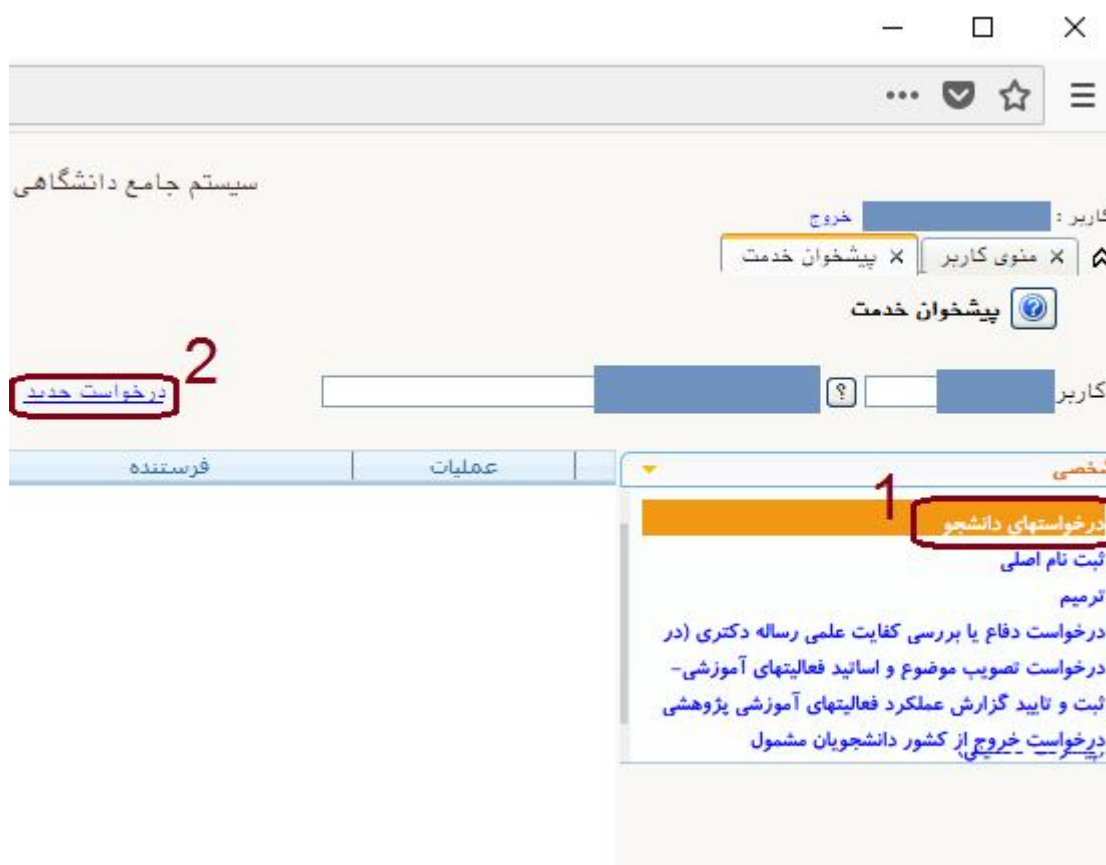 سیستم جامع دانشگاهی
کاربر : خروج
منوی کاربر × پیشخوان خدمت ×
پیشخوان خدمت
2
کاربر ؟ درخواست جدید
عملیات فرستنده
1
درخواستهای دانشجو
ثبت نام اصلی
ترمیم
درخواست دفاع یا بررسی کفایت علمی رساله دکتری (در
درخواست تصویب موضوع و اساتید فعالیتهای آموزشی-
ثبت و تایید گزارش عملکرد فعالیتهای آموزشی پژوهشی
درخواست خروج از کشور دانشجویان مشمول